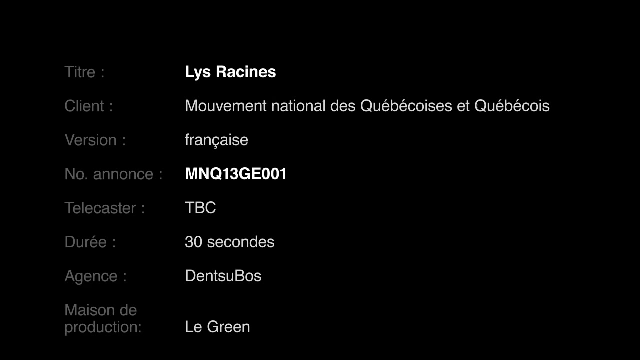 Titre : Lys Racines
Client : Mouvement national des Québécoises et Québécois
Version : française
No. annonce : MNQ13GE001
Telecaster : TBC
Durée : 30 secondes
Agence : DentsuBos
Maison de
production: Le Green